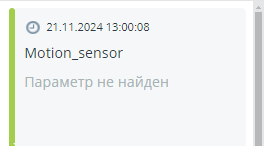 21.11.2024 13:00:08
Motion_sensor
Параметр не найден